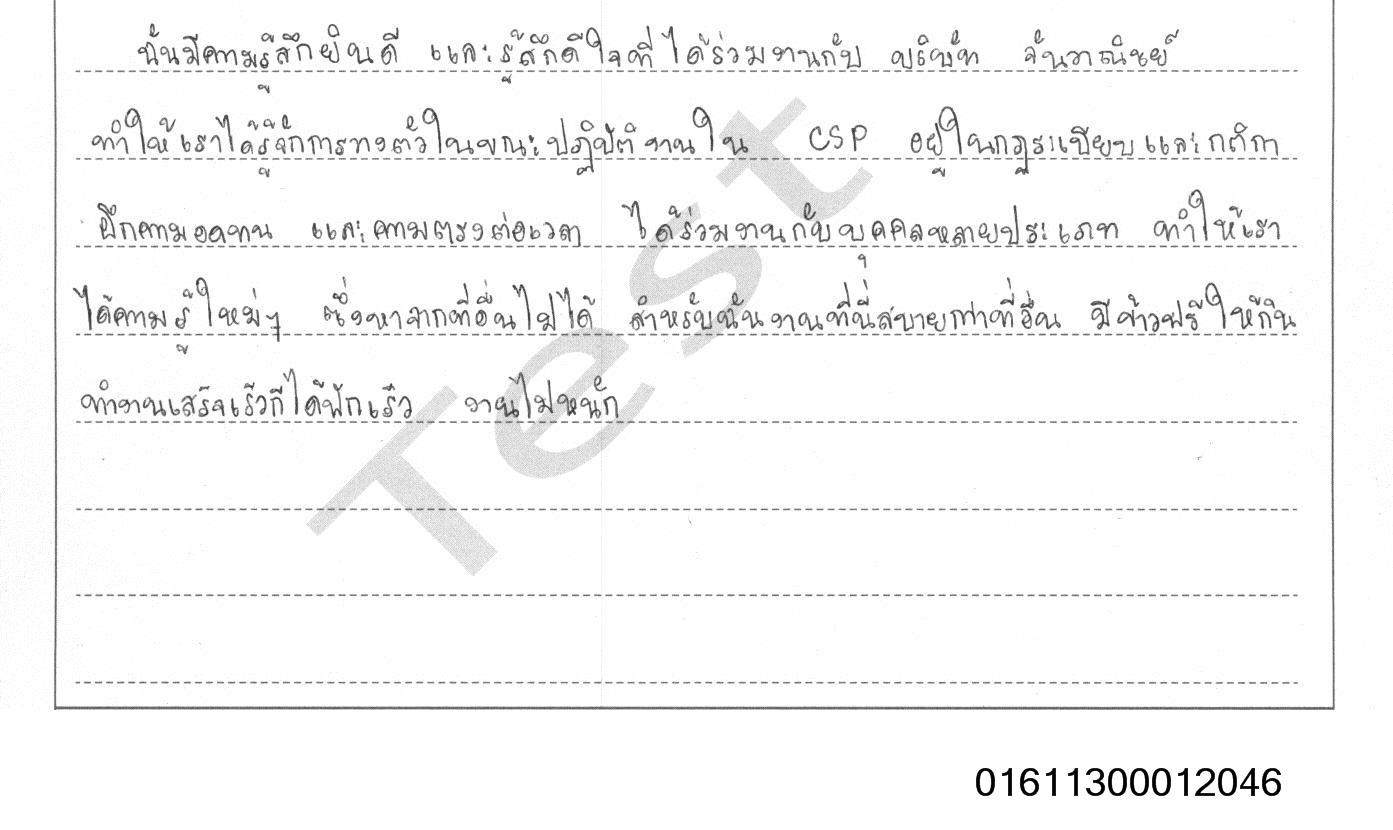 ฉันมีความรู้สึกยินดี และรู้สึกดีใจที่ได้ร่วมงานกับ บริษัท จันวาณิชย์
ทำให้เราได้รู้จักการวางตัวในขณะปฏิบัติงานใน CSP อยู่ในกฎระเบียบและกติกา
ฝึกความอดทน และความตรงต่อเวลา ได้ร่วมงานกับบุคคลหลายประเภท ทำให้เรา
ได้ความรู้ใหม่ๆ ซึ่งหาจากที่อื่นไม่ได้ สำหรับฉันงานที่นี่สบายกว่าที่อื่น มีข้าวฟรีให้กิน
ทำงานเสร็จเร็วก็ได้พักเร็ว งานไม่หนัก
Test
01611300012046